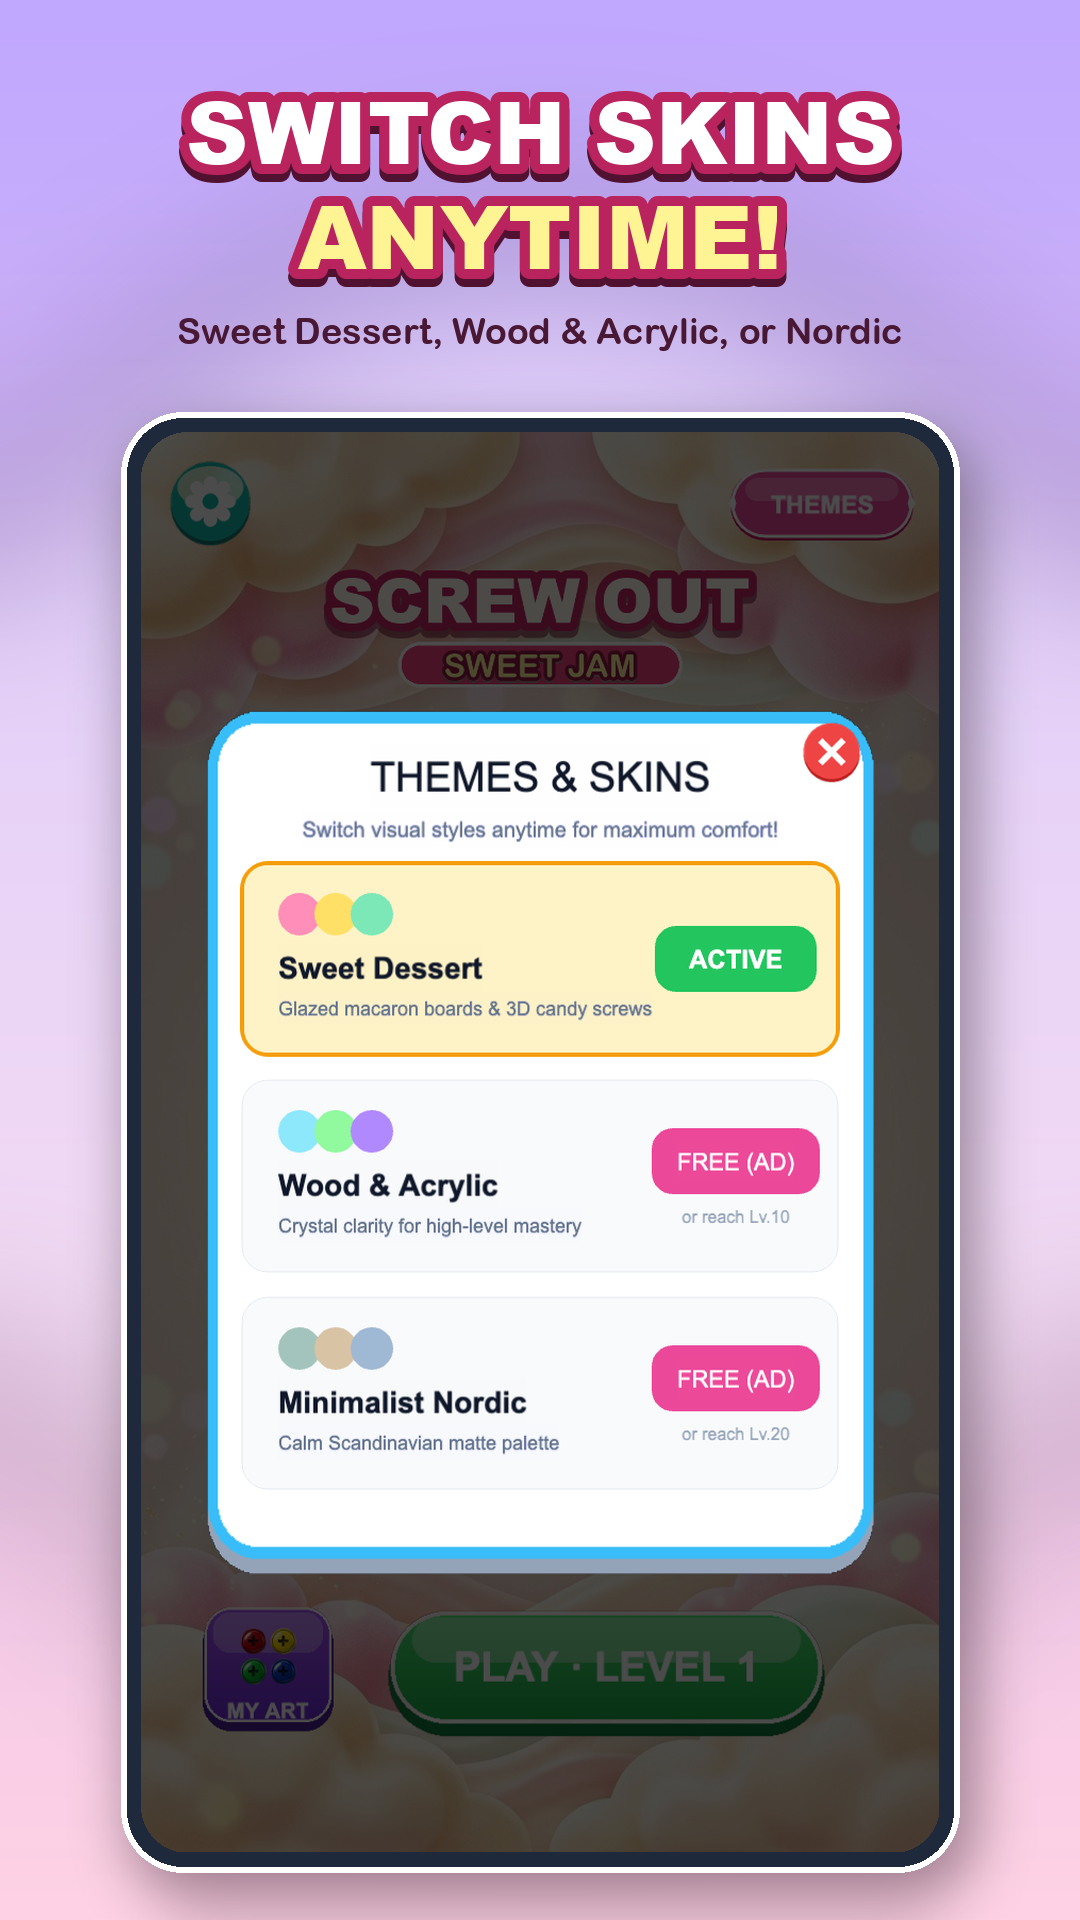 SWITCH SKINS
ANYTIME!
Sweet Dessert, Wood & Acrylic, or Nordic
THEMES
SCREW OUT
SWEET JAM
THEMES & SKINS
Switch visual styles anytime for maximum comfort!
Sweet Dessert
Glazed macaron boards & 3D candy screws
ACTIVE
Wood & Acrylic
Crystal clarity for high-level mastery
FREE (AD)
or reach Lv.10
Minimalist Nordic
Calm Scandinavian matte palette
FREE (AD)
or reach Lv.20
MY ART
PLAY · LEVEL 1